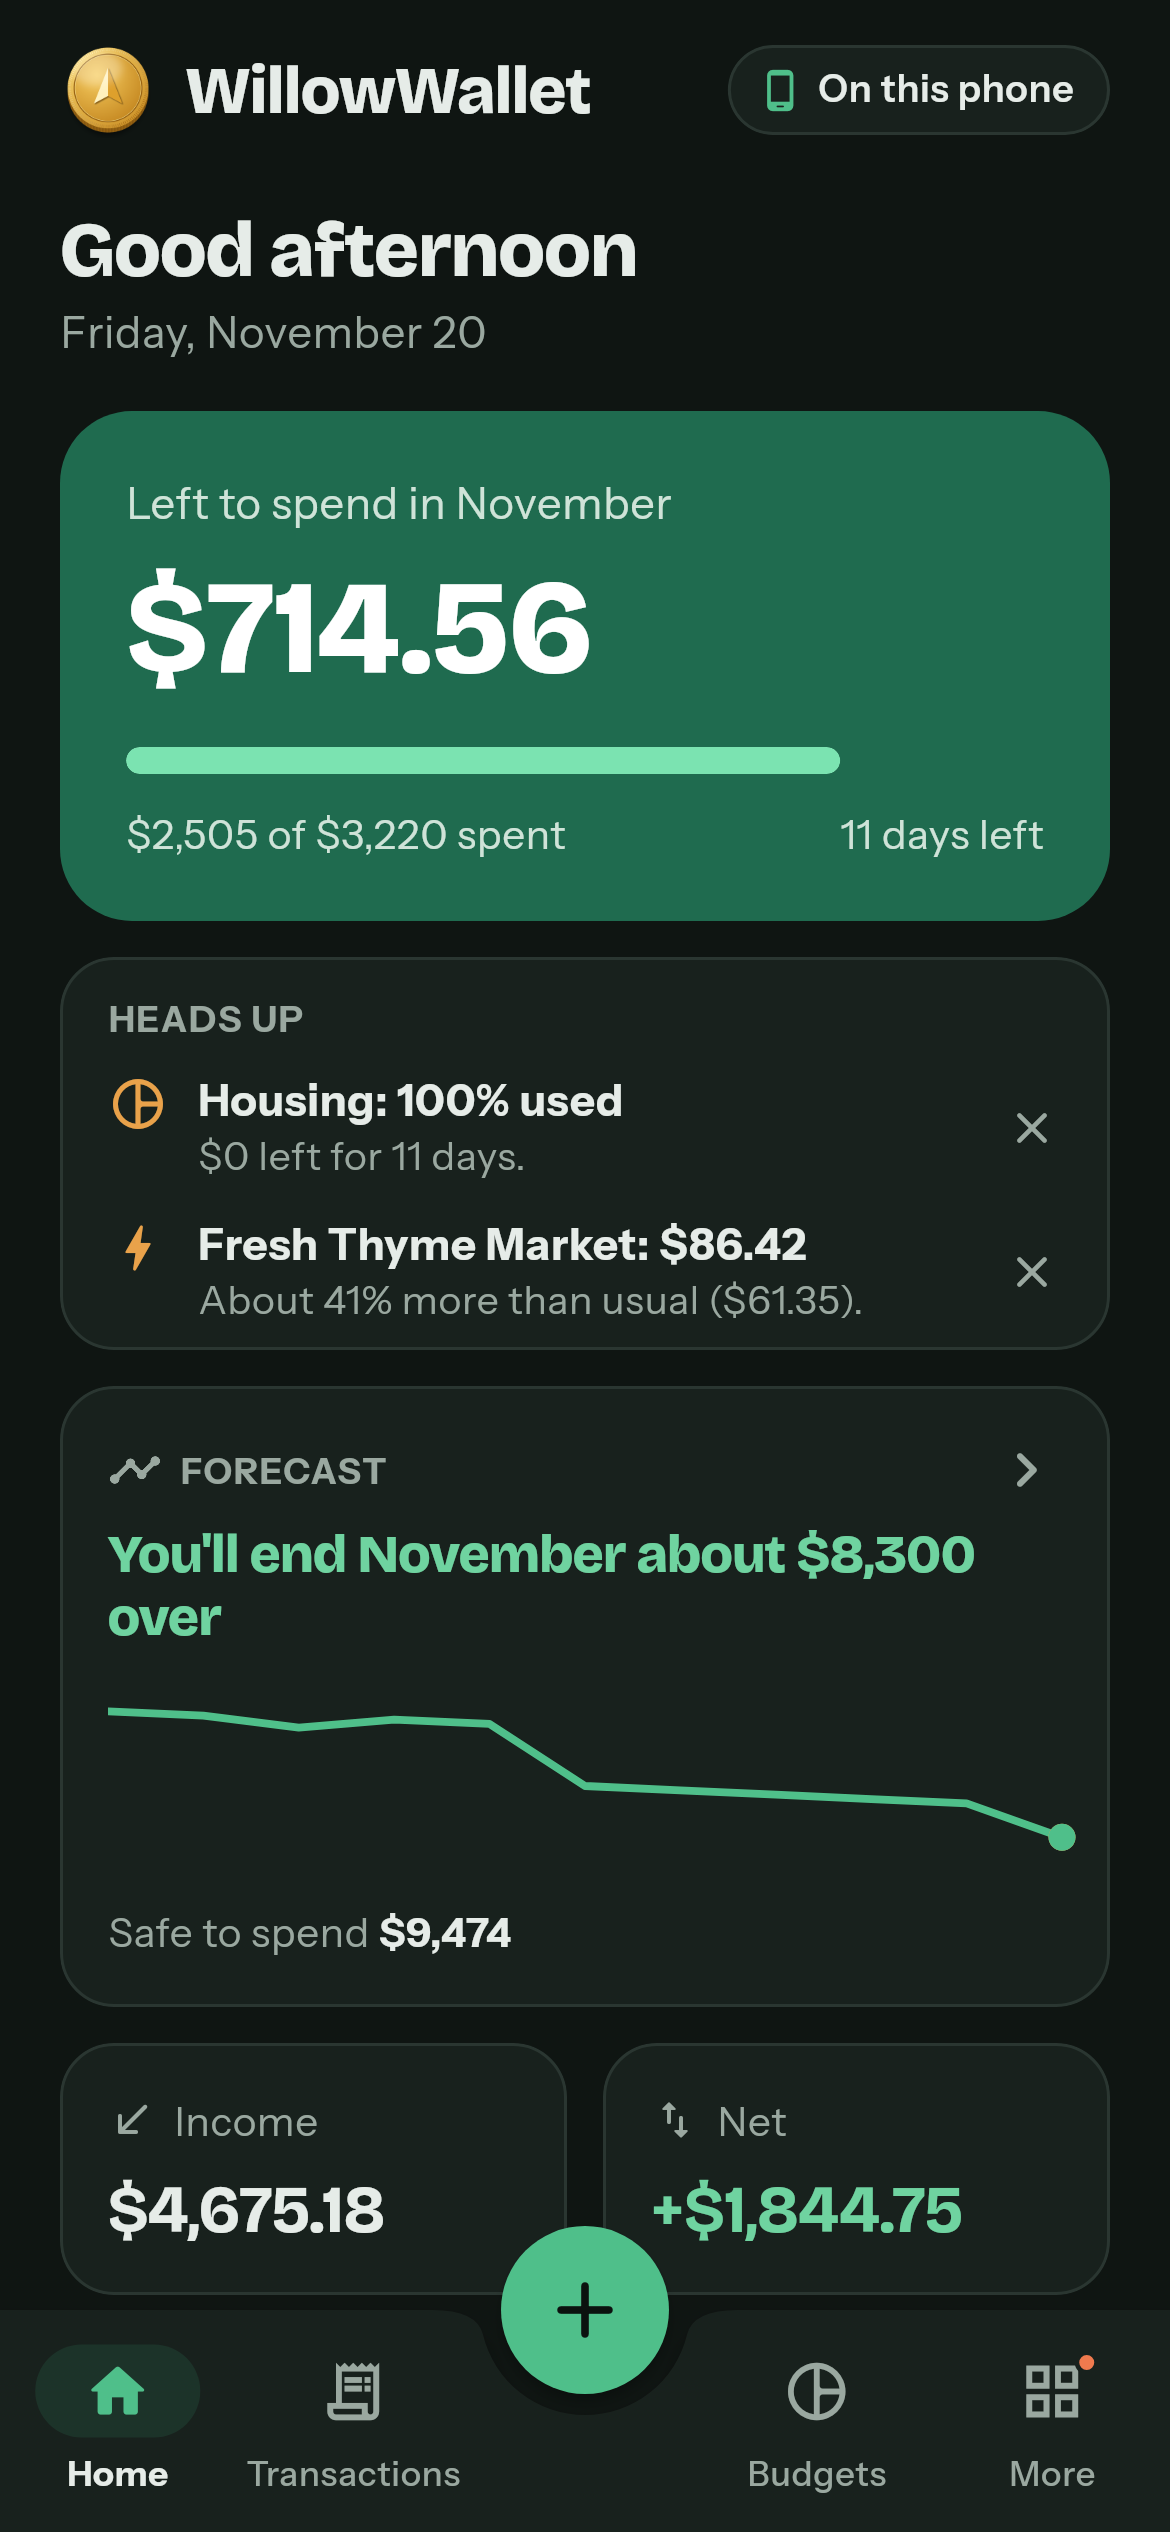 WillowWallet
On this phone
Good afternoon
Friday, November 20
Left to spend in November
$714.56
$2,505 of $3,220 spent
11 days left
HEADS UP
Housing: 100% used
$0 left for 11 days.
Fresh Thyme Market: $86.42
About 41% more than usual ($61.35).
FORECAST
You'll end November about $8,300
over
Safe to spend $9,474
Income
$4,675.18
Net
+$1,844.75
Home
Transactions
Budgets
More